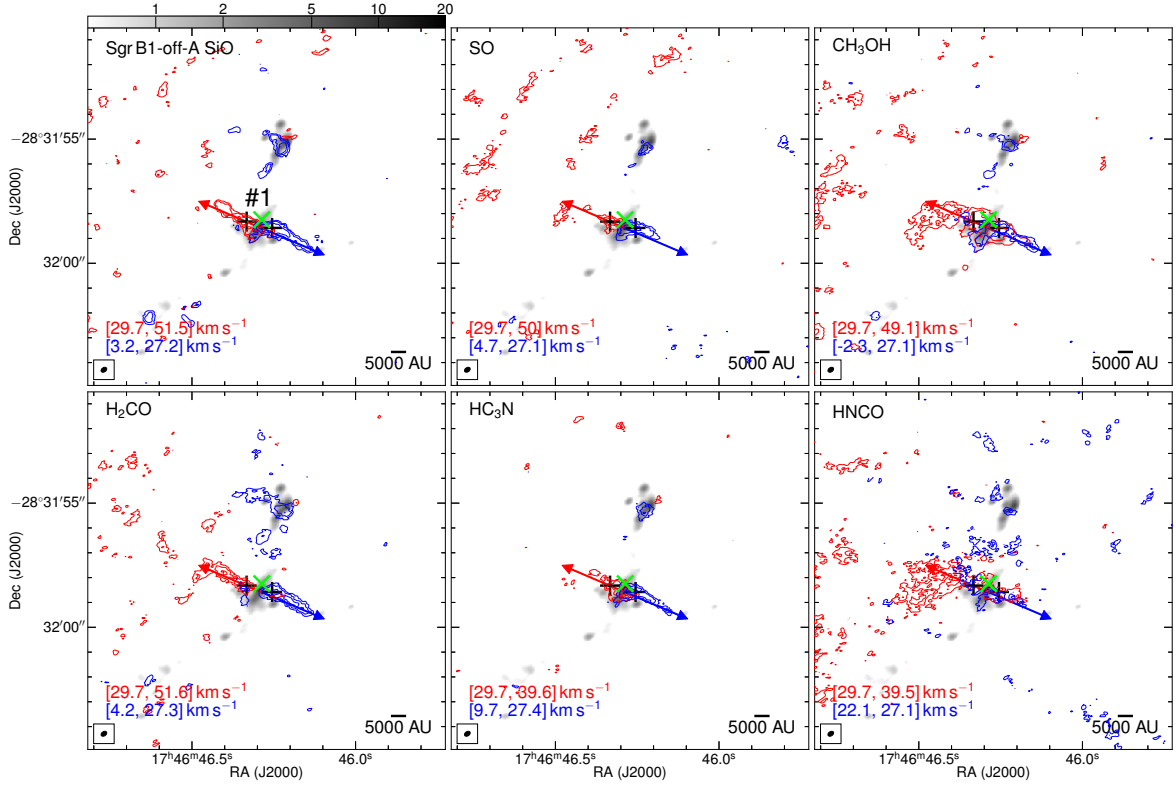 1 2 5 10 20
Sgr B1-off-A SiO
SO
CH₃OH
#1
−28°31′55″
32′00″
Dec (J2000)
[29.7, 51.5] km s⁻¹
[3.2, 27.2] km s⁻¹
5000 AU
[29.7, 50] km s⁻¹
[4.7, 27.1] km s⁻¹
5000 AU
[29.7, 49.1] km s⁻¹
[-2.3, 27.1] km s⁻¹
5000 AU
H₂CO
HC₃N
HNCO
−28°31′55″
32′00″
Dec (J2000)
[29.7, 51.6] km s⁻¹
[4.2, 27.3] km s⁻¹
5000 AU
[29.7, 39.6] km s⁻¹
[9.7, 27.4] km s⁻¹
5000 AU
[29.7, 39.5] km s⁻¹
[22.1, 27.1] km s⁻¹
5000 AU
17ʰ46ᵐ46.5ˢ 46.0ˢ
RA (J2000)
17ʰ46ᵐ46.5ˢ 46.0ˢ
RA (J2000)
17ʰ46ᵐ46.5ˢ 46.0ˢ
RA (J2000)